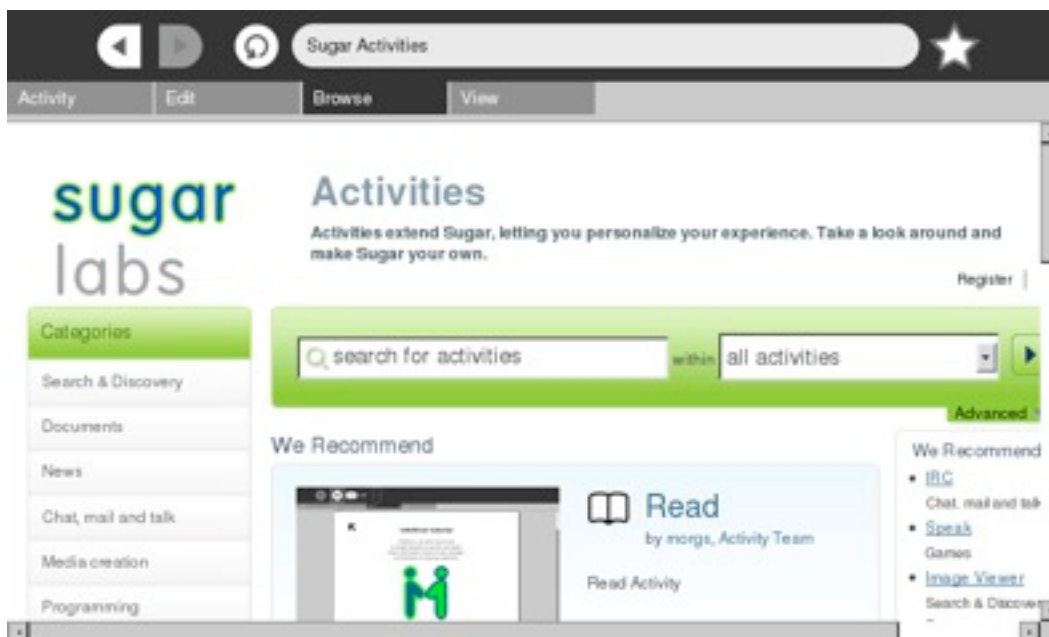 Sugar Activities
Activity Edit Browse View
sugar
labs
Activities
Activities extend Sugar, letting you personalize your experience. Take a look around and
make Sugar your own.
Register
Categories
Search & Discovery
Documents
News
Chat, mail and talk
Media creation
Programming
search for activities within all activities
Advanced
We Recommend
Read
by morgs, Activity Team
Read Activity
We Recommend
IRC
Chat, mail and talk
Speak
Games
Image Viewer
Search & Discover